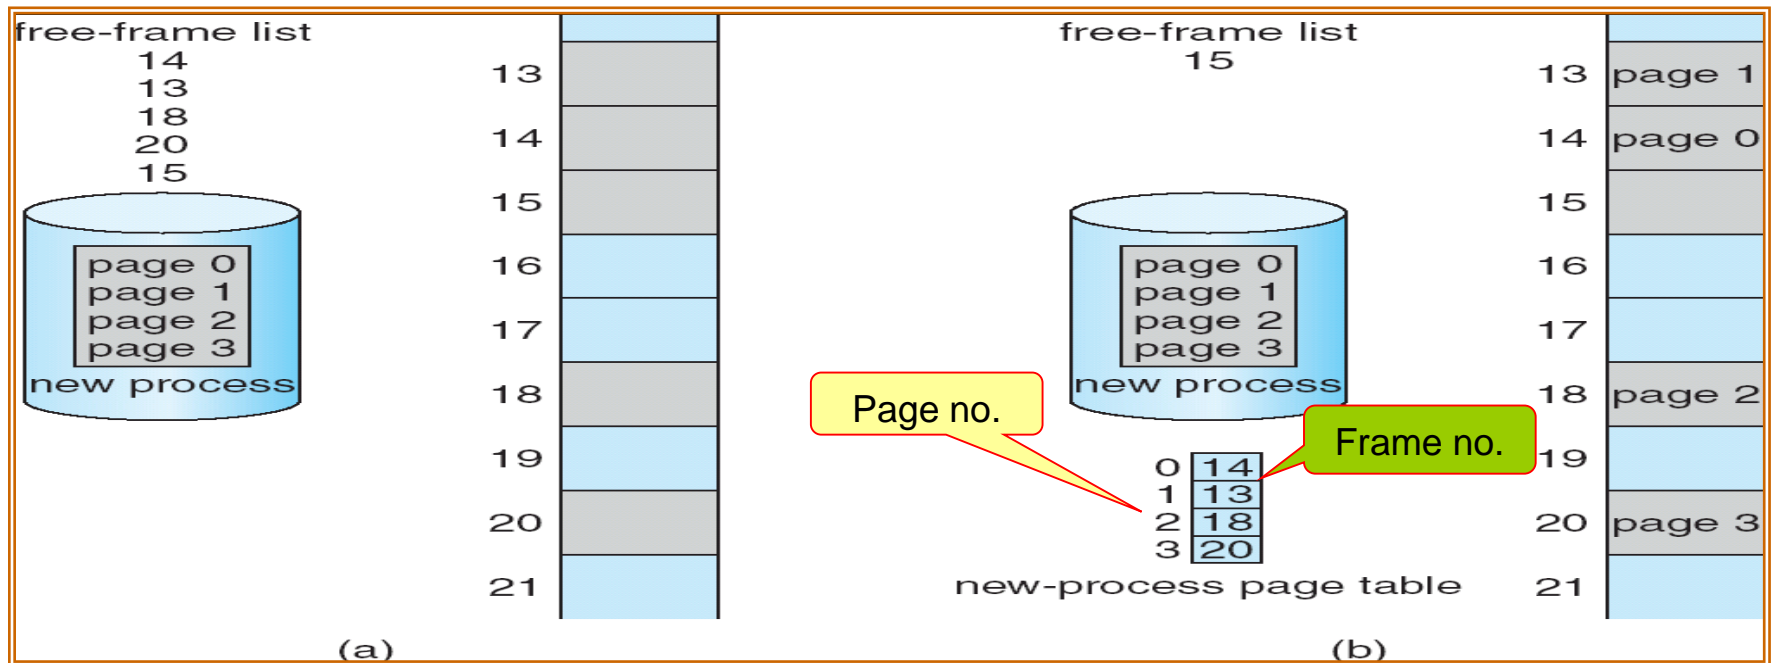 free-frame list
14
13
18
20
15
page 0
page 1
page 2
page 3
new process
13
14
15
16
17
18
19
20
21
(a)
free-frame list
15
page 0
page 1
page 2
page 3
new process
Page no.
Frame no.
0 14
1 13
2 18
3 20
new-process page table
13 page 1
14 page 0
15
16
17
18 page 2
19
20 page 3
21
(b)